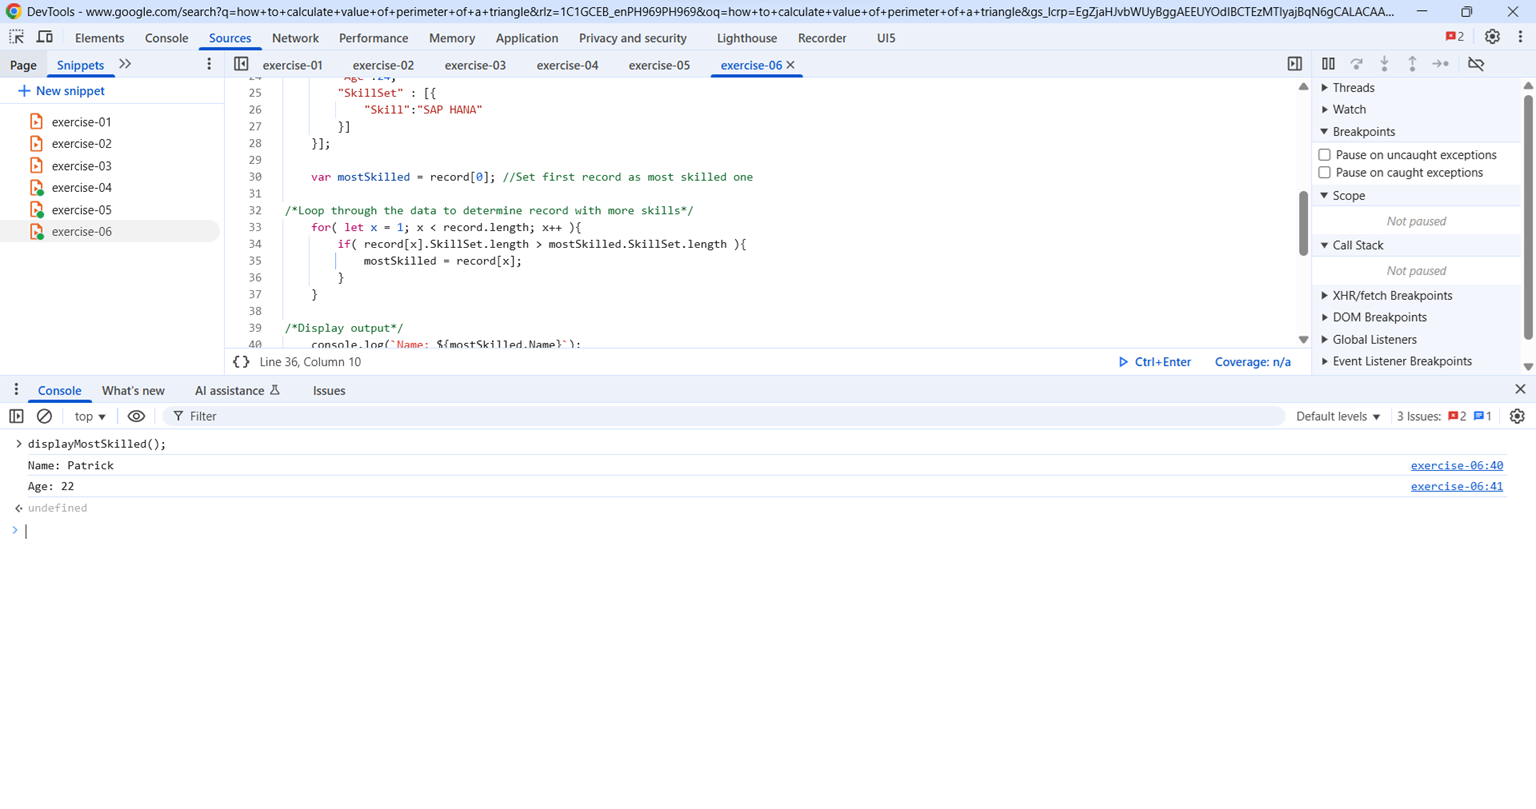 DevTools - www.google.com/search?q=how+to+calculate+value+of+perimeter+of+a+triangle&rlz=1C1GCEB_enPH969PH969&oq=how+to+calculate+value+of+perimeter+of+a+triangle&gs_lcrp=EgZjaHJvbWUyBggAEEUYOdIBCTEzMTIyajBqN6gCALACAA...
Elements Console Sources Network Performance Memory Application Privacy and security Lighthouse Recorder UI5 2
Page Snippets exercise-01 exercise-02 exercise-03 exercise-04 exercise-05 exercise-06
New snippet
exercise-01
exercise-02
exercise-03
exercise-04
exercise-05
exercise-06
24 "Age":24,
25 "SkillSet" : [{
26 "Skill":"SAP HANA"
27 }]
28 }];
29
30 var mostSkilled = record[0]; //Set first record as most skilled one
31
32 /*Loop through the data to determine record with more skills*/
33 for( let x = 1; x < record.length; x++ ){
34 if( record[x].SkillSet.length > mostSkilled.SkillSet.length ){
35 mostSkilled = record[x];
36 }
37 }
38
39 /*Display output*/
40 console.log(`Name: ${mostSkilled.Name}`);
{} Line 36, Column 10 Ctrl+Enter Coverage: n/a
Threads
Watch
Breakpoints
Pause on uncaught exceptions
Pause on caught exceptions
Scope
Not paused
Call Stack
Not paused
XHR/fetch Breakpoints
DOM Breakpoints
Global Listeners
Event Listener Breakpoints
Console What's new AI assistance Issues
top Filter Default levels 3 Issues: 2 1
> displayMostSkilled();
Name: Patrick exercise-06:40
Age: 22 exercise-06:41
undefined
>